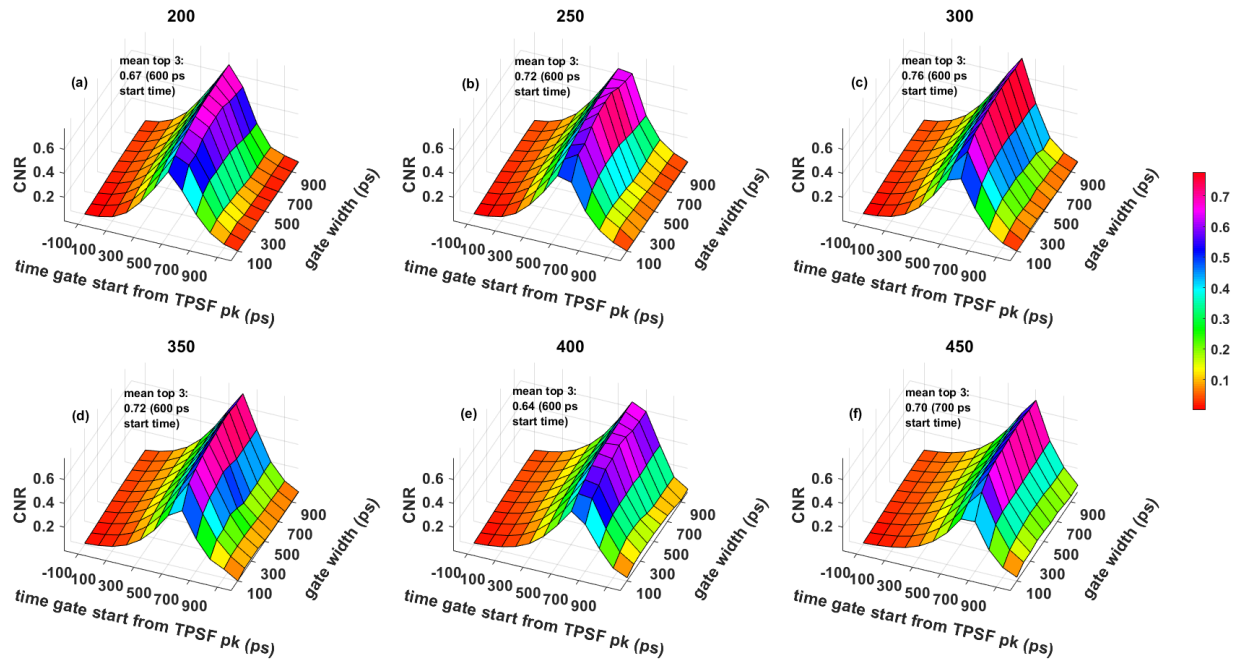 200
(a)
mean top 3:
0.67 (600 ps
start time)
CNR
0.6
0.4
0.2
-100
100
300
500
700
900
time gate start from TPSF pk (ps)
100
300
500
700
900
gate width (ps)
250
(b)
mean top 3:
0.72 (600 ps
start time)
CNR
0.6
0.4
0.2
-100
100
300
500
700
900
time gate start from TPSF pk (ps)
100
300
500
700
900
gate width (ps)
300
(c)
mean top 3:
0.76 (600 ps
start time)
CNR
0.6
0.4
0.2
-100
100
300
500
700
900
time gate start from TPSF pk (ps)
100
300
500
700
900
gate width (ps)
0.7
0.6
0.5
0.4
0.3
0.2
0.1
350
(d)
mean top 3:
0.72 (600 ps
start time)
CNR
0.6
0.4
0.2
-100
100
300
500
700
900
time gate start from TPSF pk (ps)
100
300
500
700
900
gate width (ps)
400
(e)
mean top 3:
0.64 (600 ps
start time)
CNR
0.6
0.4
0.2
-100
100
300
500
700
900
time gate start from TPSF pk (ps)
100
300
500
700
900
gate width (ps)
450
(f)
mean top 3:
0.70 (700 ps
start time)
CNR
0.6
0.4
0.2
-100
100
300
500
700
900
time gate start from TPSF pk (ps)
100
300
500
700
900
gate width (ps)